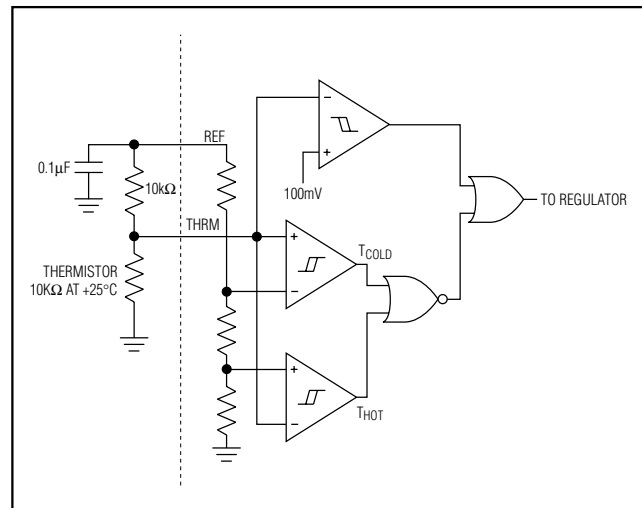 REF
0.1µF
10kΩ
100mV
TO REGULATOR
THRM
THERMISTOR
10KΩ AT +25°C
TCOLD
THOT
−
+
+
−
+
−